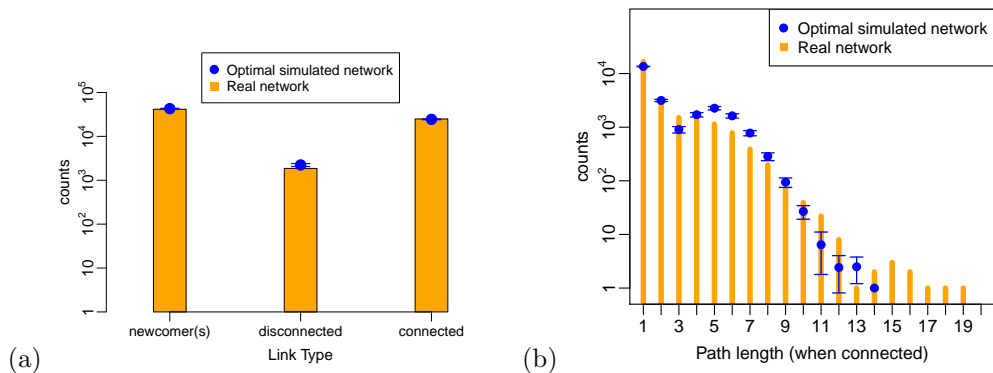 Optimal simulated network
Real network
counts
10^5
10^4
10^3
10^2
10
1
newcomer(s) disconnected connected
Link Type
(a)
Optimal simulated network
Real network
counts
10^4
10^3
10^2
10
1
1 3 5 7 9 11 13 15 17 19
Path length (when connected)
(b)